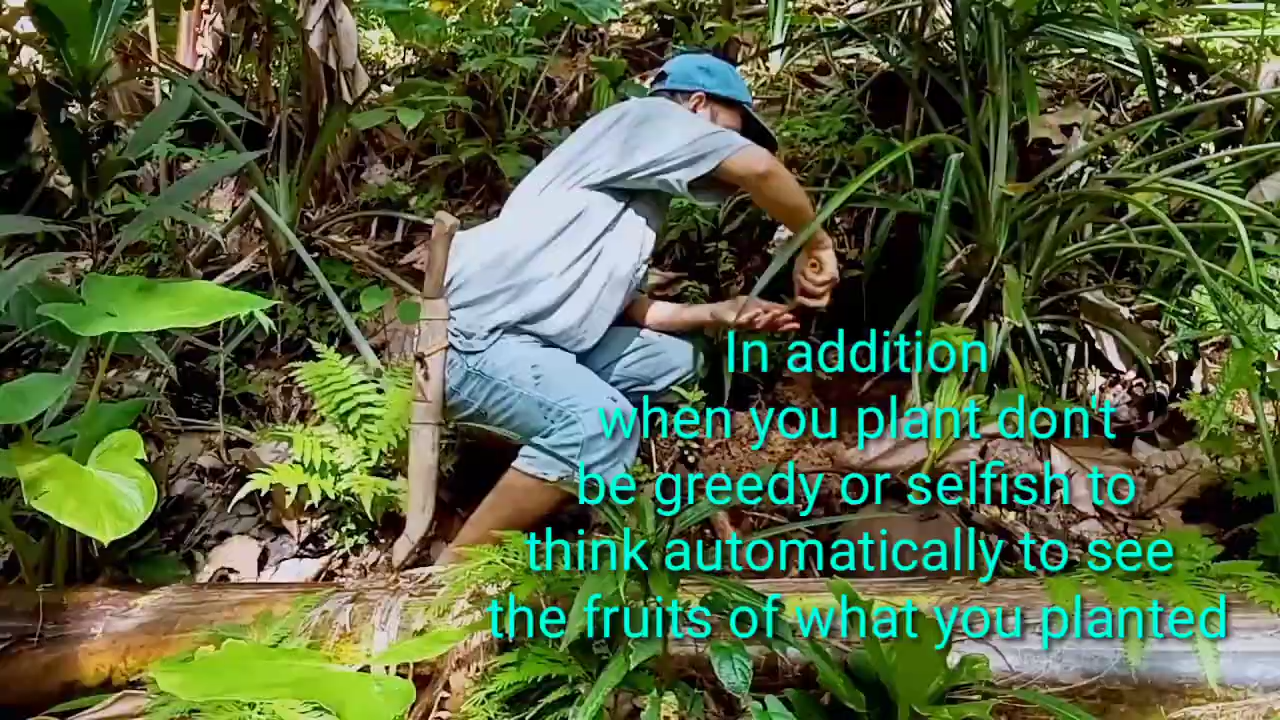 In addition
when you plant don't
be greedy or selfish to
think automatically to see
the fruits of what you planted